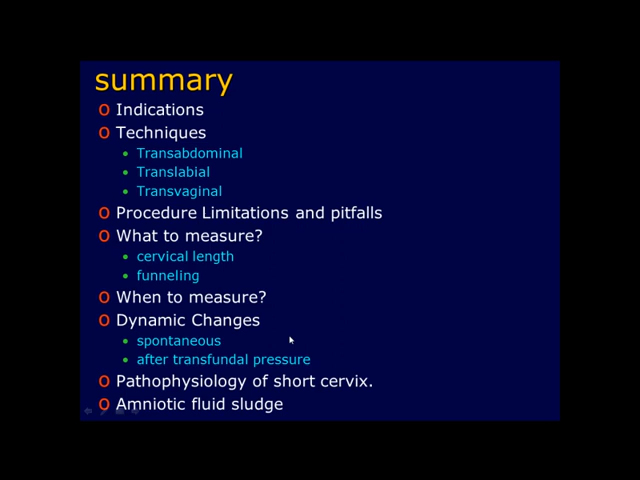 summary
o Indications
o Techniques
• Transabdominal
• Translabial
• Transvaginal
o Procedure Limitations and pitfalls
o What to measure?
• cervical length
• funneling
o When to measure?
o Dynamic Changes
• spontaneous
• after transfundal pressure
o Pathophysiology of short cervix.
o Amniotic fluid sludge